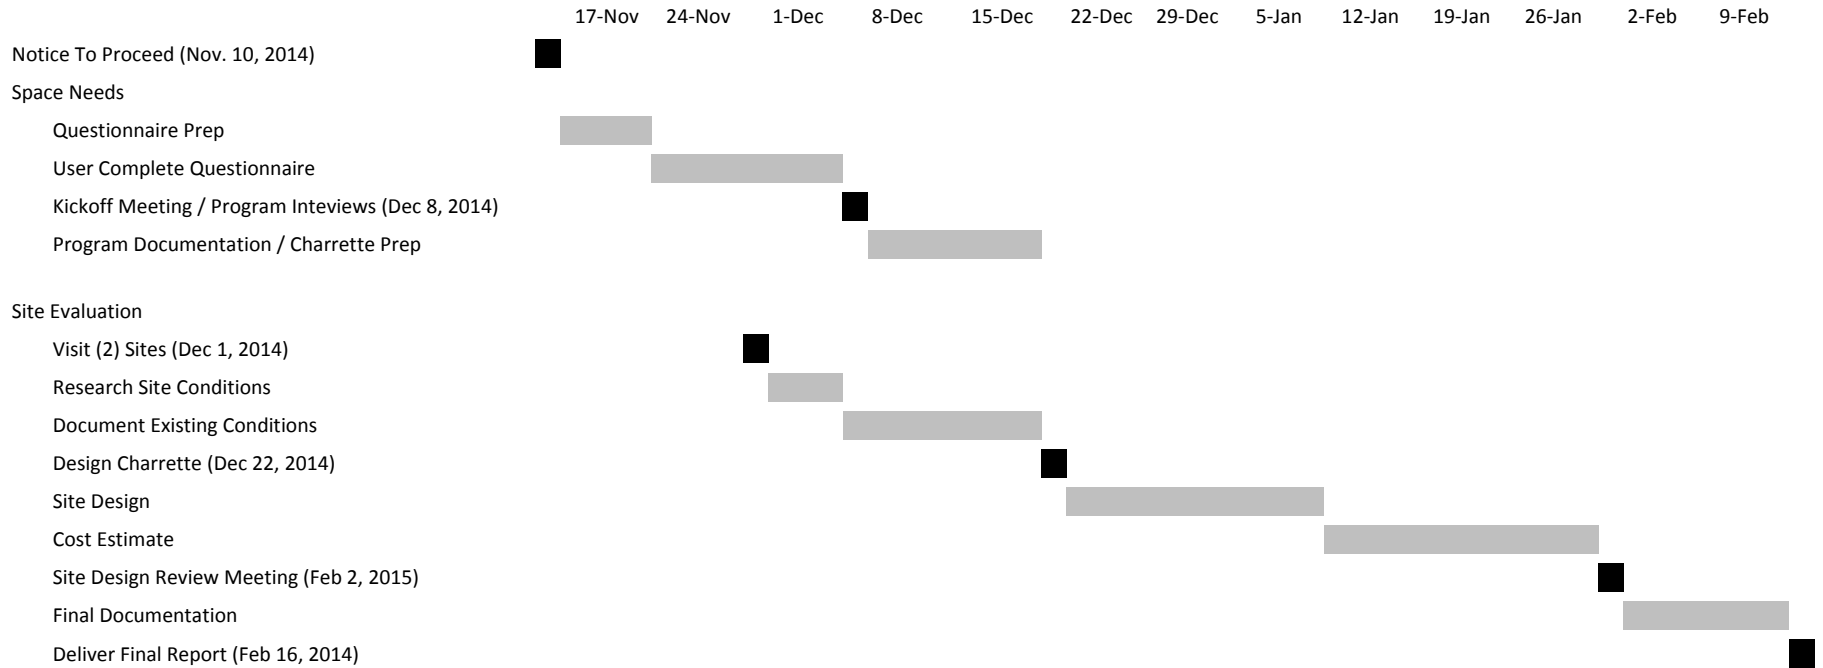 17-Nov 24-Nov 1-Dec 8-Dec 15-Dec 22-Dec 29-Dec 5-Jan 12-Jan 19-Jan 26-Jan 2-Feb 9-Feb
Notice To Proceed (Nov. 10, 2014)
Space Needs
Questionnaire Prep
User Complete Questionnaire
Kickoff Meeting / Program Inteviews (Dec 8, 2014)
Program Documentation / Charrette Prep
Site Evaluation
Visit (2) Sites (Dec 1, 2014)
Research Site Conditions
Document Existing Conditions
Design Charrette (Dec 22, 2014)
Site Design
Cost Estimate
Site Design Review Meeting (Feb 2, 2015)
Final Documentation
Deliver Final Report (Feb 16, 2014)